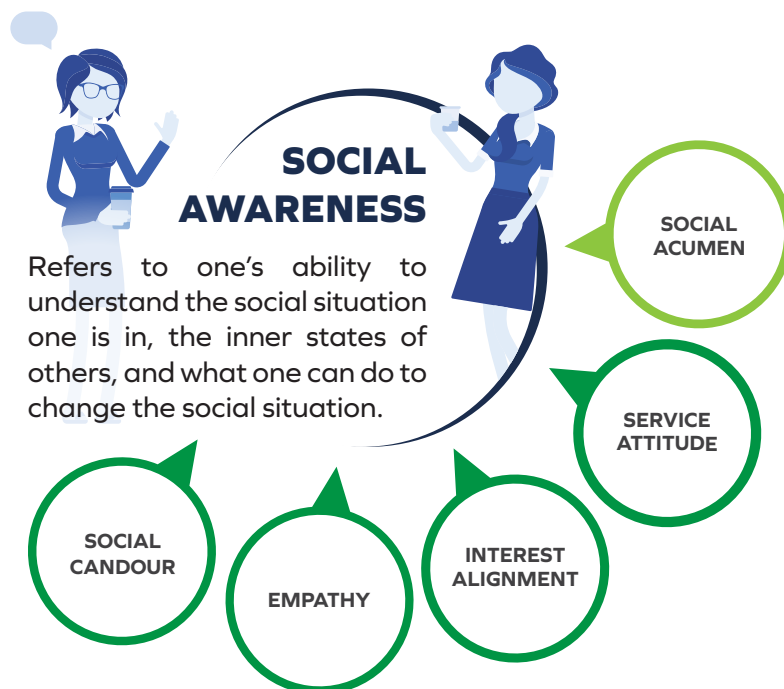 SOCIAL
AWARENESS
Refers to one’s ability to
understand the social situation
one is in, the inner states of
others, and what one can do to
change the social situation.
SOCIAL
ACUMEN
SERVICE
ATTITUDE
INTEREST
ALIGNMENT
EMPATHY
SOCIAL
CANDOUR